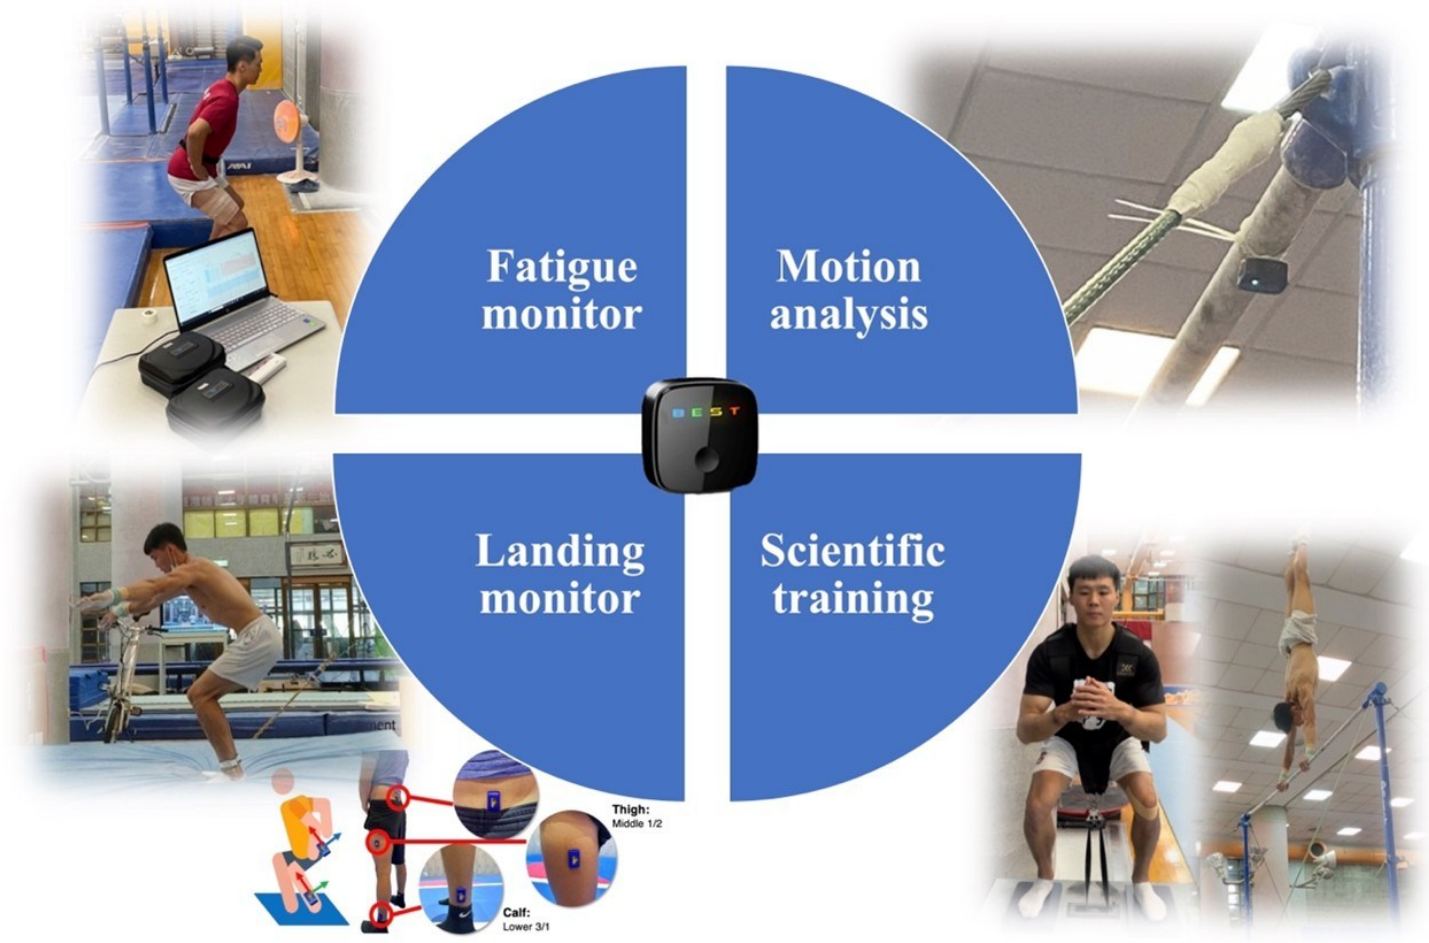 Fatigue
monitor
Motion
analysis
BEST
Landing
monitor
Scientific
training
Thigh:
Middle 1/2
Calf:
Lower 3/1